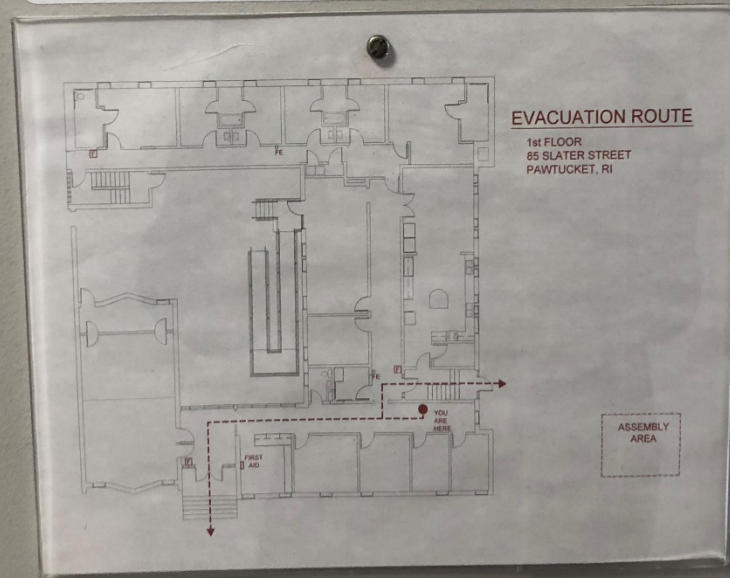 EVACUATION ROUTE
1st FLOOR
85 SLATER STREET
PAWTUCKET, RI
F
FE
FE
F
YOU
ARE
HERE
ASSEMBLY
AREA
F
FIRST
AID